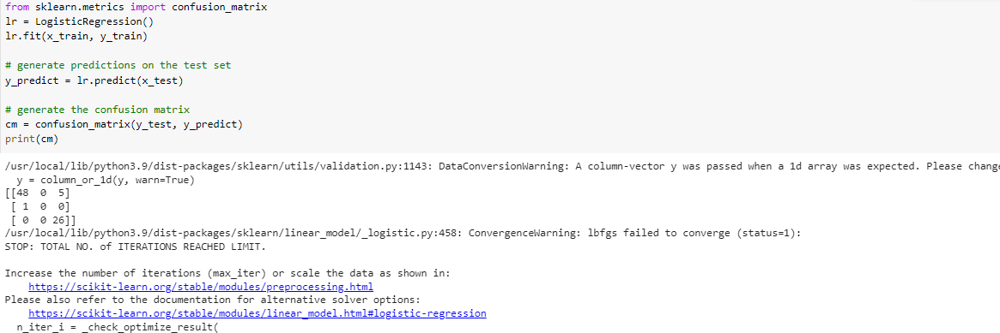 from sklearn.metrics import confusion_matrix
lr = LogisticRegression()
lr.fit(x_train, y_train)
# generate predictions on the test set
y_predict = lr.predict(x_test)
# generate the confusion matrix
cm = confusion_matrix(y_test, y_predict)
print(cm)
/usr/local/lib/python3.9/dist-packages/sklearn/utils/validation.py:1143: DataConversionWarning: A column-vector y was passed when a 1d array was expected. Please change
  y = column_or_1d(y, warn=True)
[[48  0  5]
 [ 1  0  0]
 [ 0  0 26]]
/usr/local/lib/python3.9/dist-packages/sklearn/linear_model/_logistic.py:458: ConvergenceWarning: lbfgs failed to converge (status=1):
STOP: TOTAL NO. of ITERATIONS REACHED LIMIT.
Increase the number of iterations (max_iter) or scale the data as shown in:
    https://scikit-learn.org/stable/modules/preprocessing.html
Please also refer to the documentation for alternative solver options:
    https://scikit-learn.org/stable/modules/linear_model.html#logistic-regression
  n_iter_i = _check_optimize_result(